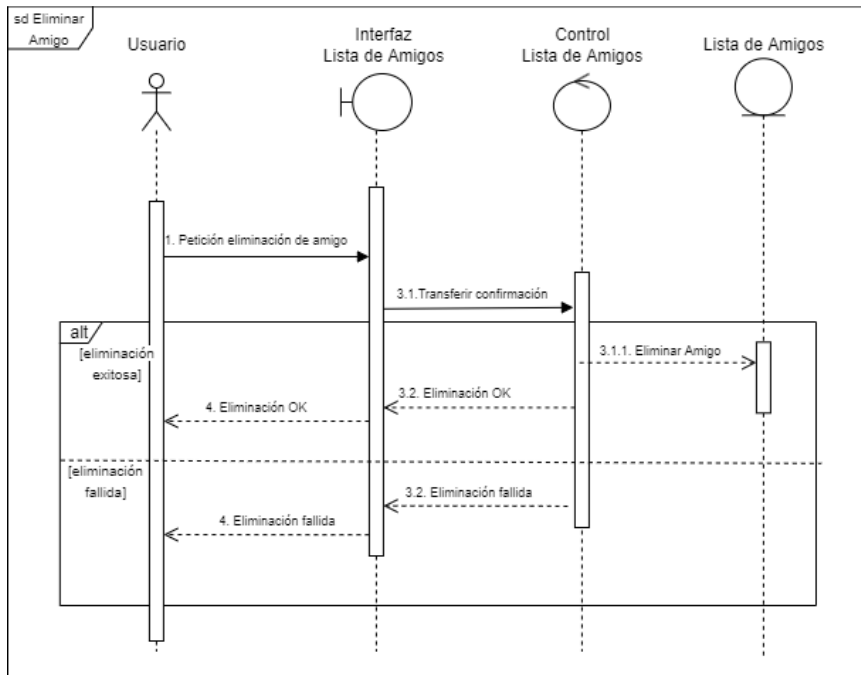 sd Eliminar
Amigo
Usuario
Interfaz
Lista de Amigos
Control
Lista de Amigos
Lista de Amigos
1. Petición eliminación de amigo
3.1.Transferir confirmación
alt
[eliminación
exitosa]
3.1.1. Eliminar Amigo
3.2. Eliminación OK
4. Eliminación OK
[eliminación
fallida]
3.2. Eliminación fallida
4. Eliminación fallida